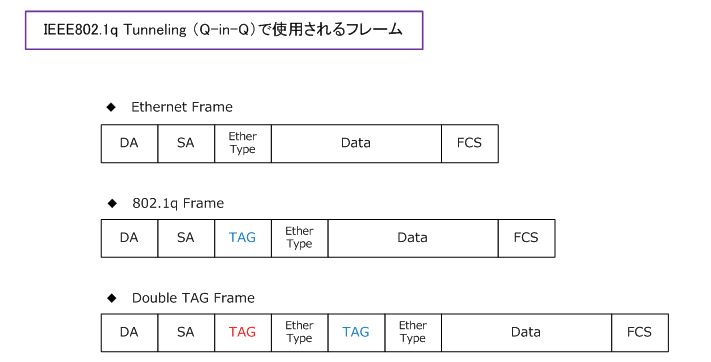 IEEE802.1q Tunneling (Q-in-Q)で使用されるフレーム
◆ Ethernet Frame
DA SA Ether Type Data FCS
◆ 802.1q Frame
DA SA TAG Ether Type Data FCS
◆ Double TAG Frame
DA SA TAG Ether Type TAG Ether Type Data FCS